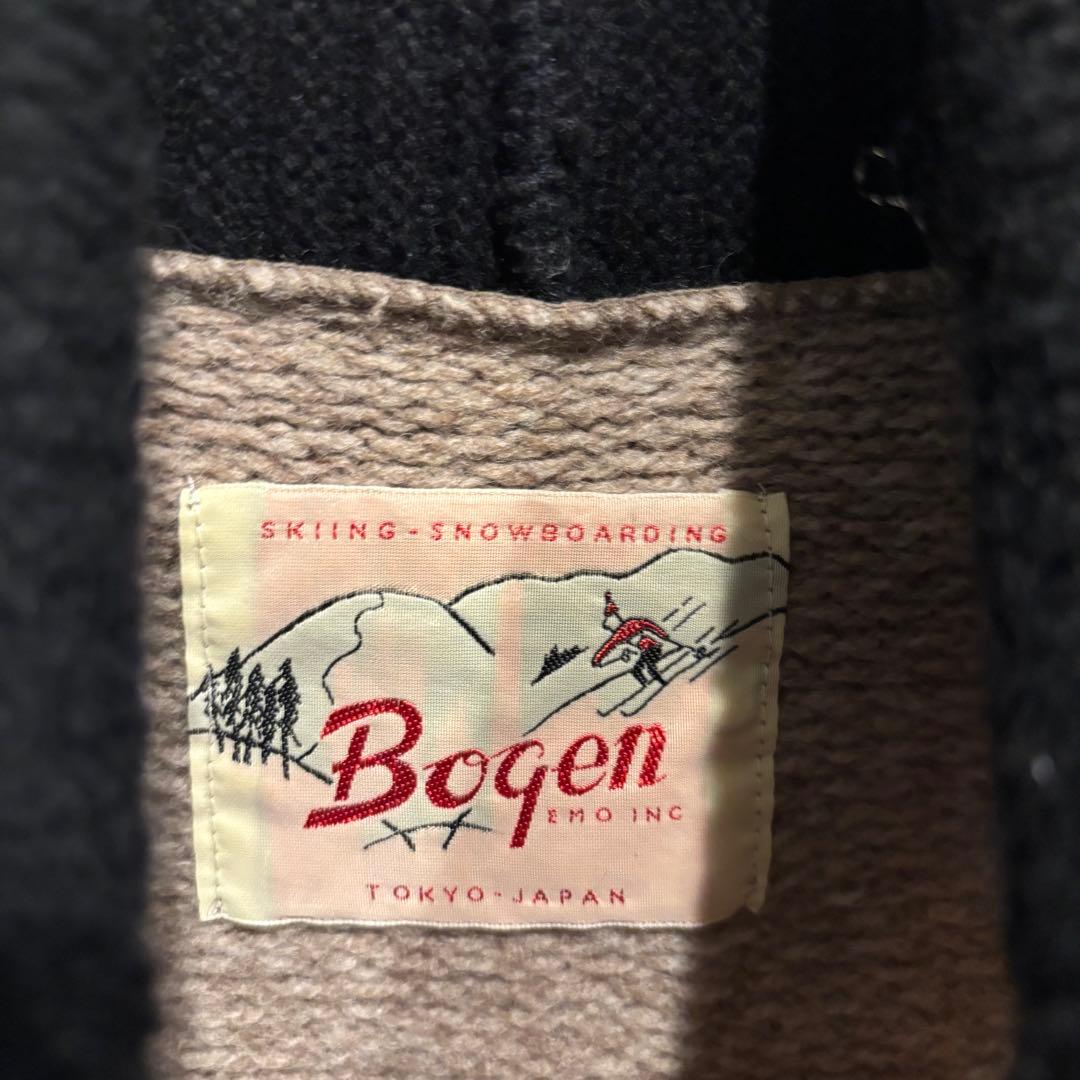 SKIING-SNOWBOARDING
Bogen
EMO INC
TOKYO-JAPAN